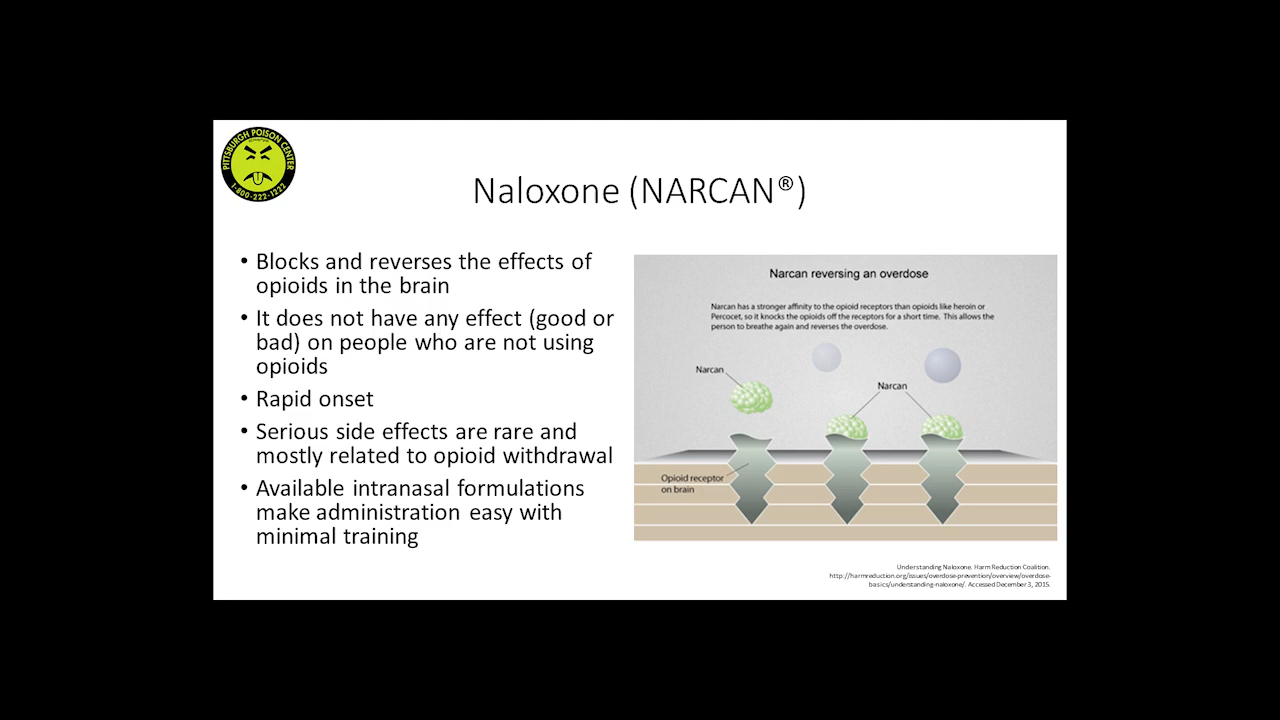 PITTSBURGH POISON CENTER
1-800-222-1222
Naloxone (NARCAN®)
• Blocks and reverses the effects of
opioids in the brain
• It does not have any effect (good or
bad) on people who are not using
opioids
• Rapid onset
• Serious side effects are rare and
mostly related to opioid withdrawal
• Available intranasal formulations
make administration easy with
minimal training
Narcan reversing an overdose
Narcan has a stronger affinity to the opioid receptors than opioids like heroin or
Percocet, so it knocks the opioids off the receptors for a short time. This allows the
person to breathe again and reverses the overdose.
Narcan
Narcan
Opioid receptor
on brain
Understanding Naloxone. Harm Reduction Coalition.
http://harmreduction.org/issues/overdose-prevention/overview/overdose-
basics/understanding-naloxone/. Accessed December 3, 2015.